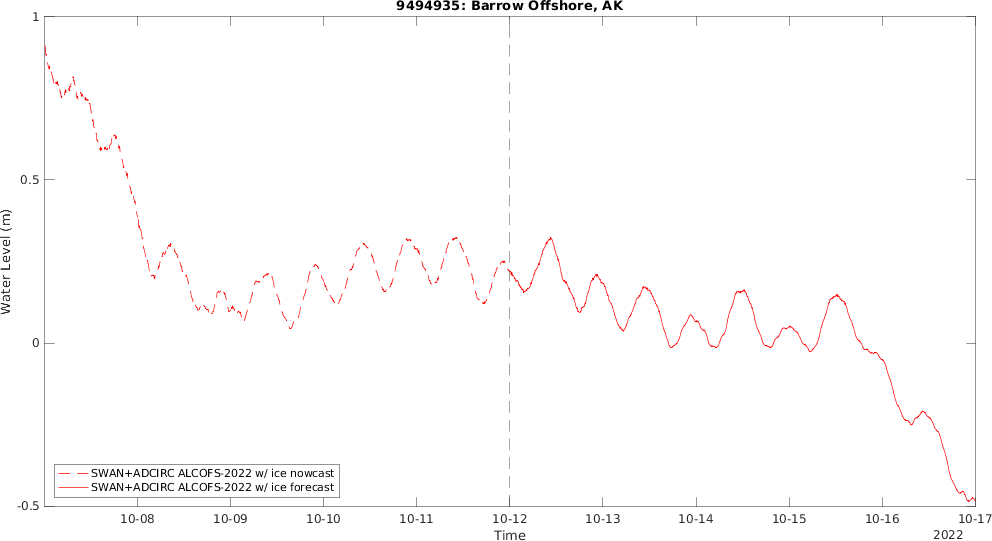 9494935: Barrow Offshore, AK
1
0.5
0
-0.5
Water Level (m)
SWAN+ADCIRC ALCOFS-2022 w/ ice nowcast
SWAN+ADCIRC ALCOFS-2022 w/ ice forecast
10-08 10-09 10-10 10-11 10-12 10-13 10-14 10-15 10-16 10-17
Time
2022